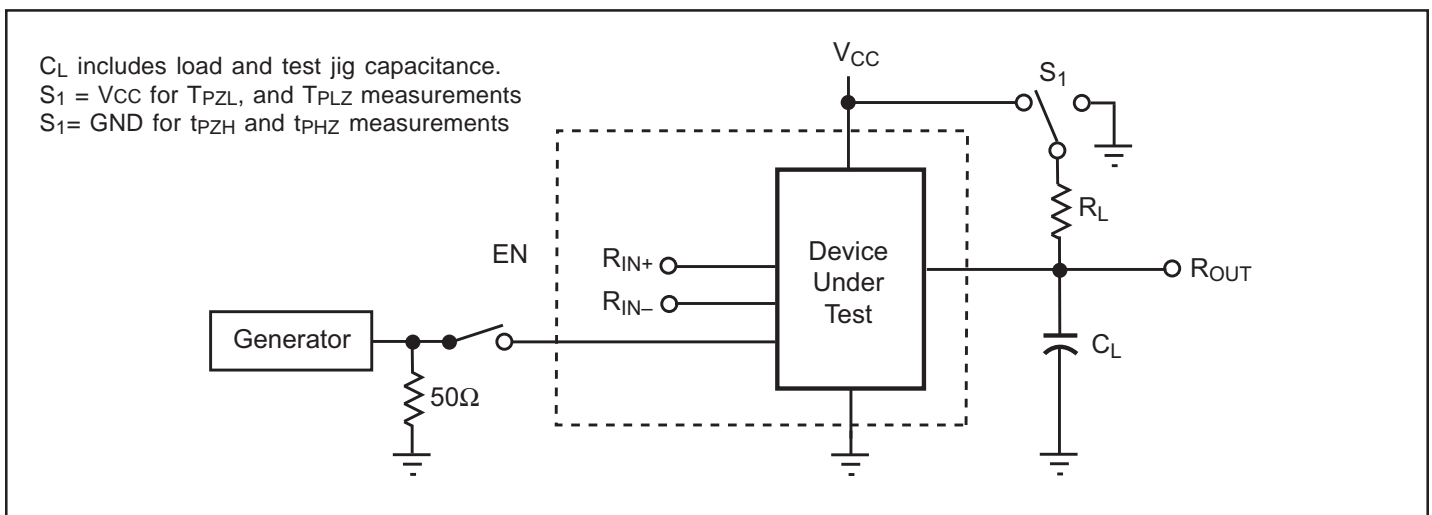 CL includes load and test jig capacitance.
S1 = VCC for TPZL, and TPLZ measurements
S1= GND for tPZH and tPHZ measurements
VCC
S1
RL
EN
RIN+
RIN–
Device
Under
Test
ROUT
Generator
50Ω
CL